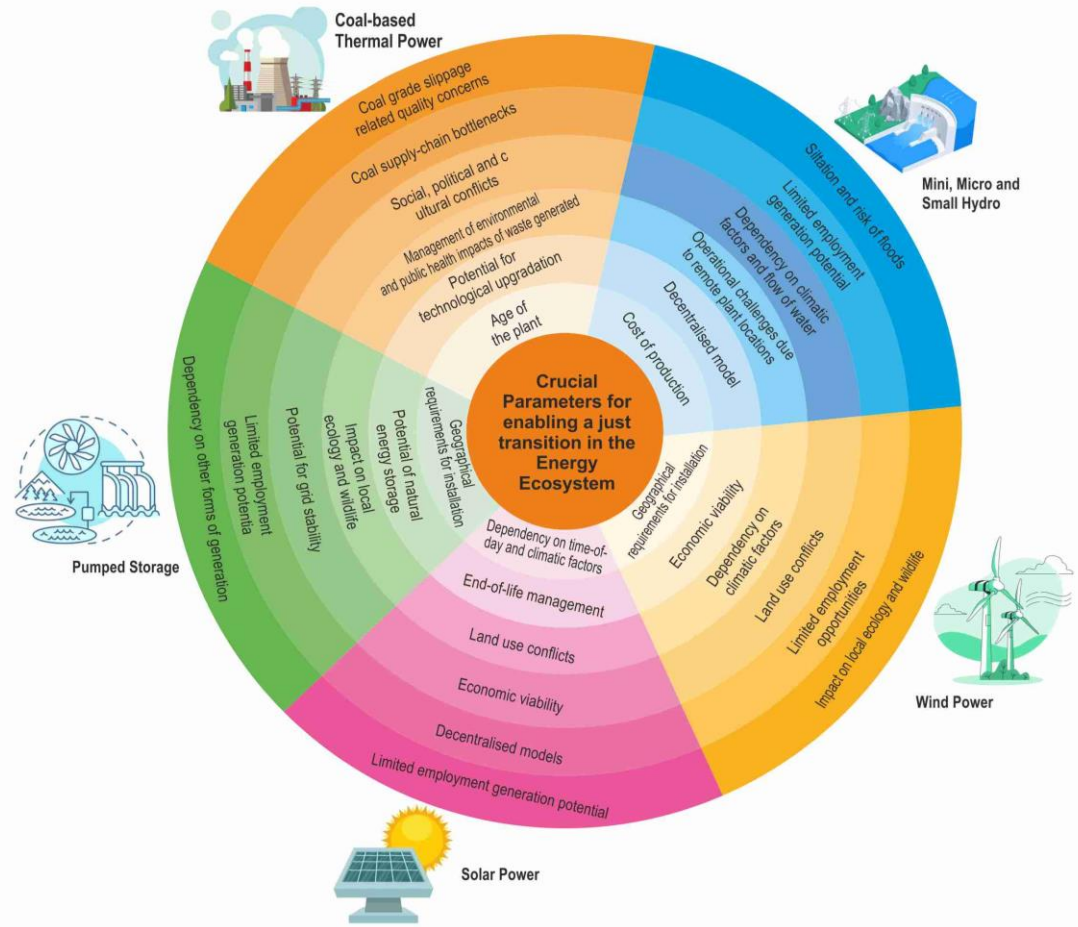 Coal-based
Thermal Power
Coal grade slippage
related quality concerns
Coal supply-chain bottlenecks
Social, political and c
ultural conflicts
Management of environmental
and public health impacts of waste generated
Potential for
technological upgradation
Age of
the plant
Mini, Micro and
Small Hydro
Siltation and risk of floods
Limited employment
generation potential
Dependency on climatic
factors and flow of water
Operational challenges due
to remote plant locations
Decentralised model
Cost of production
Crucial
Parameters for
enabling a just
transition in the
Energy
Ecosystem
Pumped Storage
Dependency on other forms of generation
Limited employment
generation potentia
Potential for grid stability
Impact on local
ecology and wildlife
Potential of natural
energy storage
Geographical
requirements for installation
Wind Power
Geographical
requirements for installation
Economic viability
Dependency on
climatic factors
Land use conflicts
Limited employment
opportunities
Impact on local ecology and wildlife
Dependency on time-of-
day and climatic factors
End-of-life management
Land use conflicts
Economic viability
Decentralised models
Limited employment generation potential
Solar Power